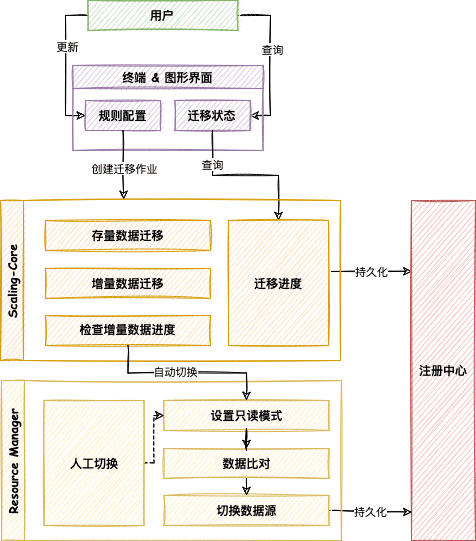 用户
更新
查询
终端 & 图形界面
规则配置
迁移状态
创建迁移作业
查询
Scaling-Core
存量数据迁移
增量数据迁移
检查增量数据进度
迁移进度
持久化
注册中心
自动切换
Resource Manager
人工切换
设置只读模式
数据比对
切换数据源
持久化